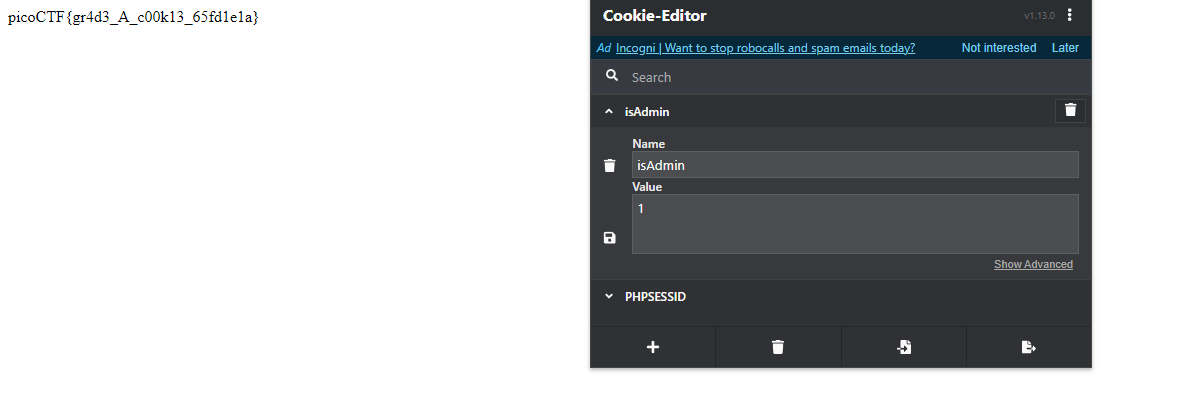 picoCTF{gr4d3_A_c00k13_65fd1e1a}
Cookie-Editor
v1.13.0
Ad Incogni | Want to stop robocalls and spam emails today? Not interested Later
Search
isAdmin
Name
isAdmin
Value
1
Show Advanced
PHPSESSID